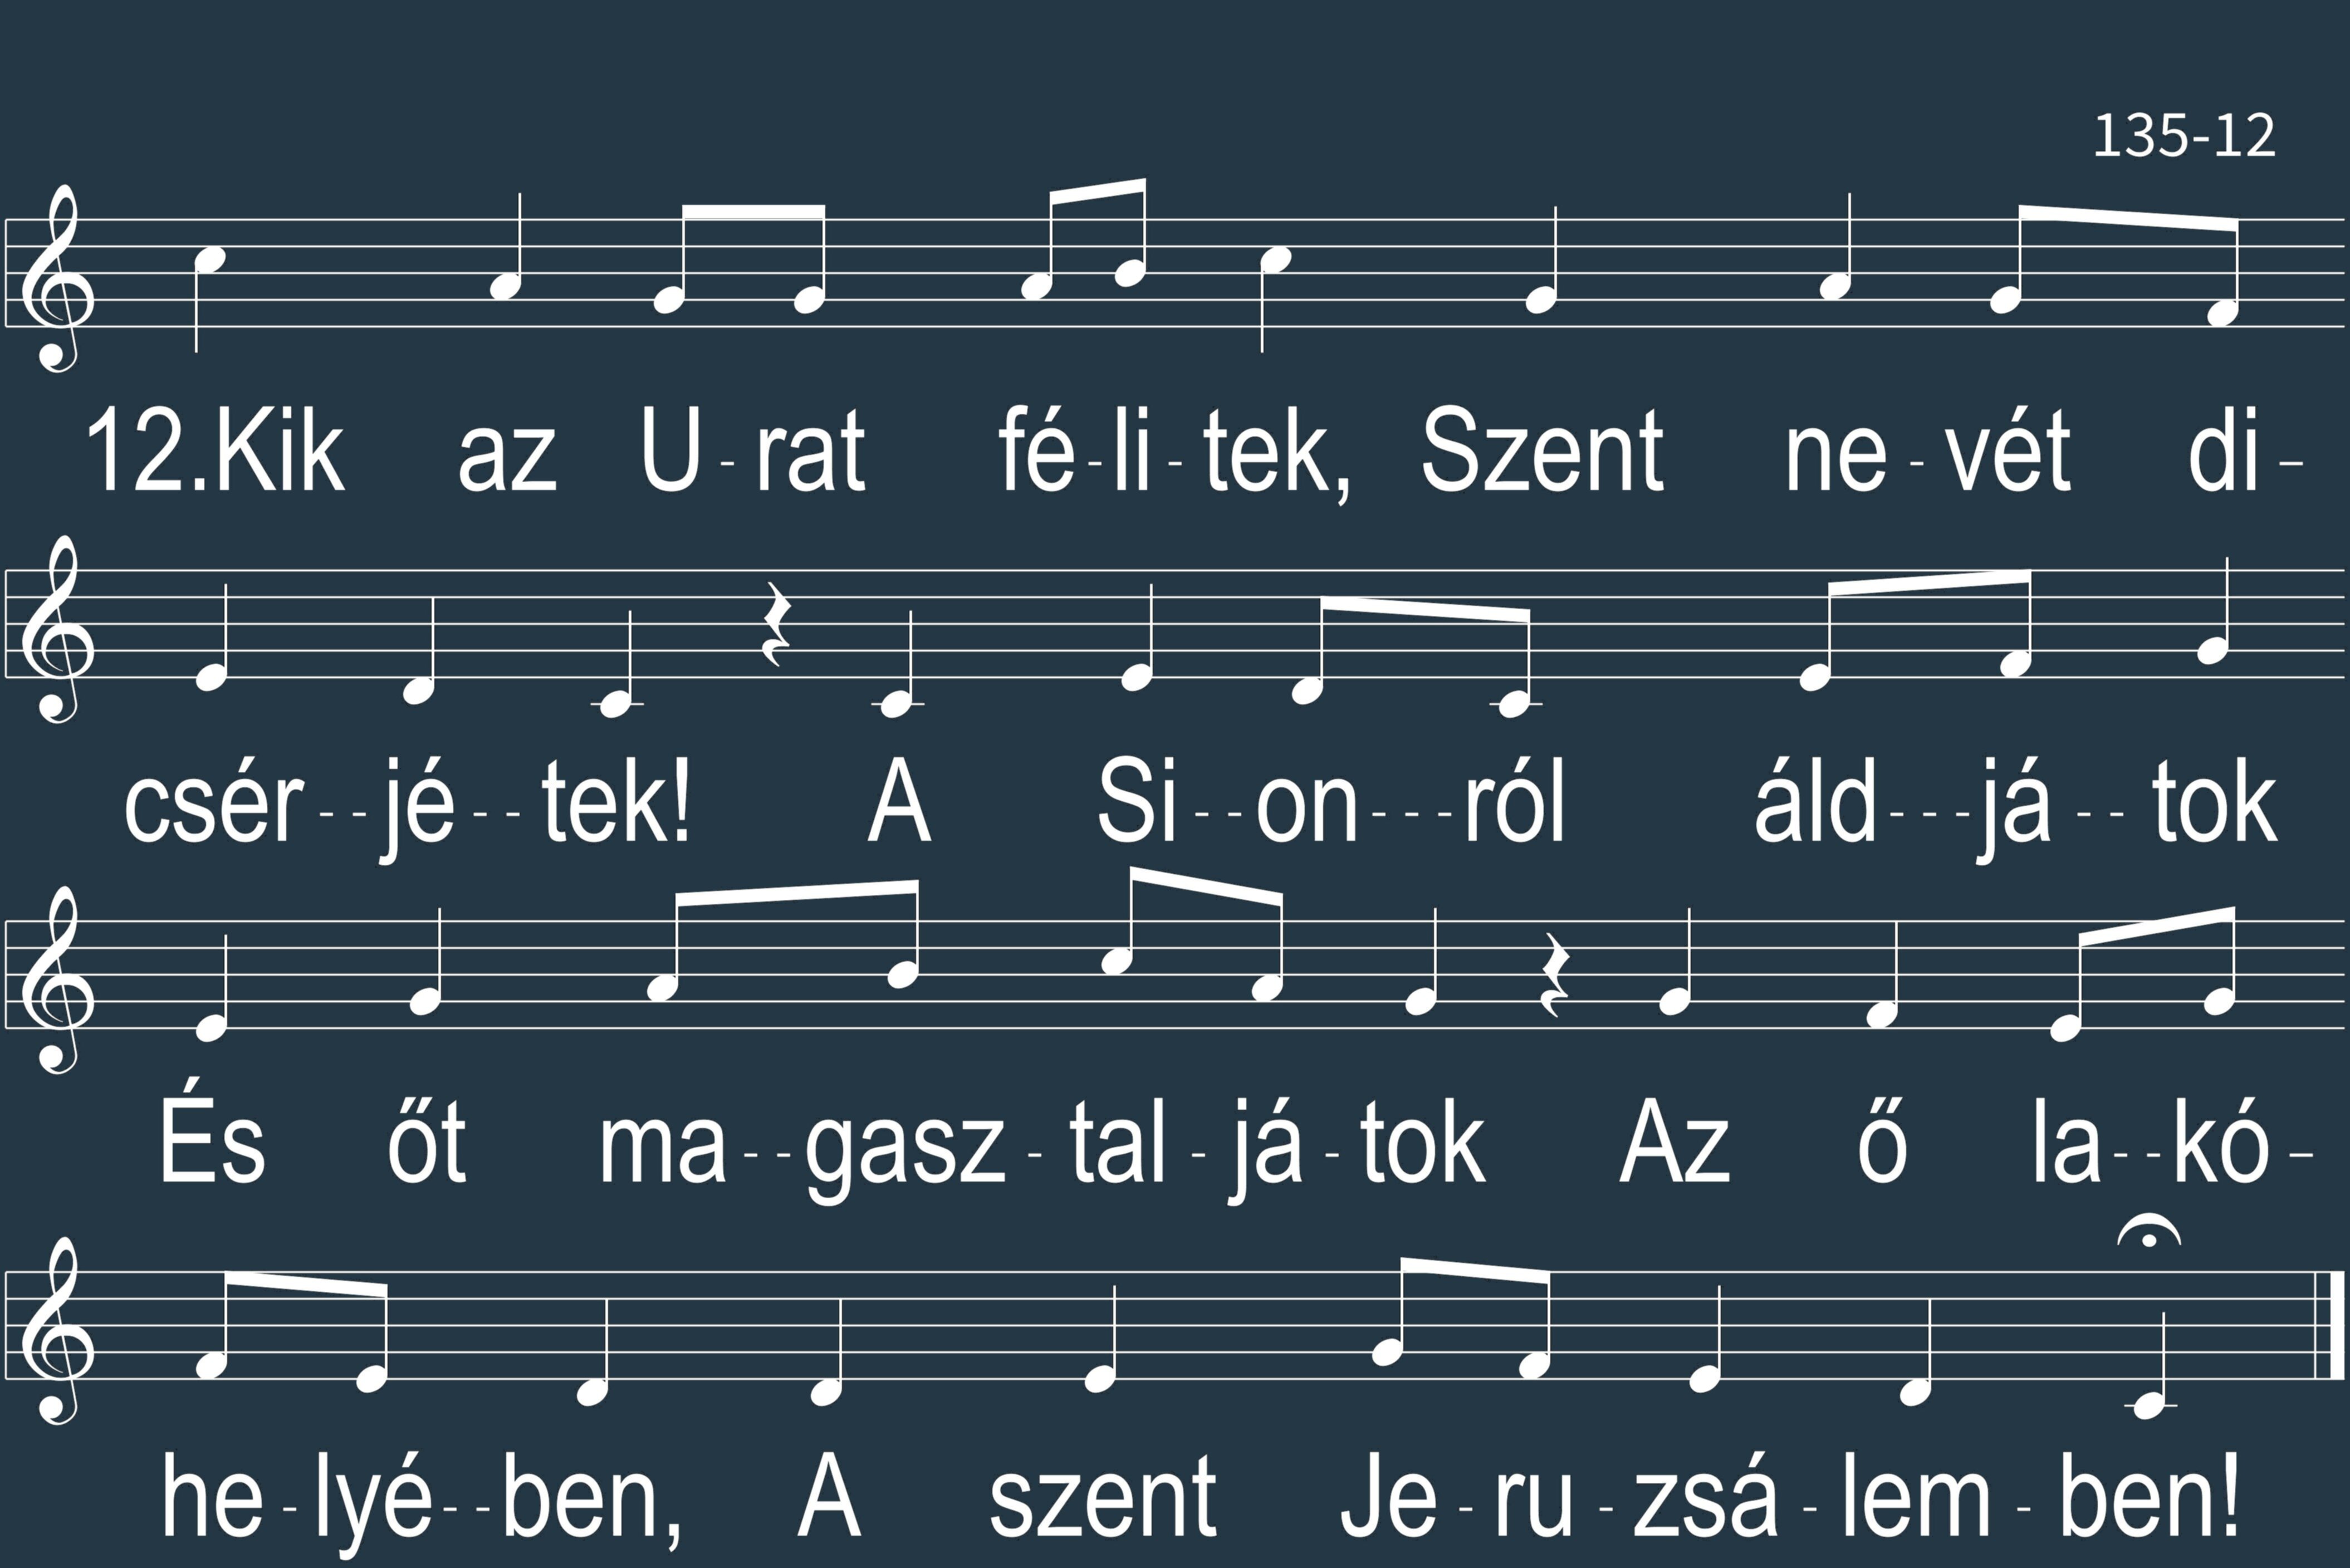 135-12
12.Kik az U-rat fé-li-tek, Szent ne-vét di-
csér--jé--tek! A Si--on---ról áld---já--tok
És őt ma--gasz-tal-já-tok Az ő la--kó-
he-lyé--ben, A szent Je-ru-zsá-lem-ben!